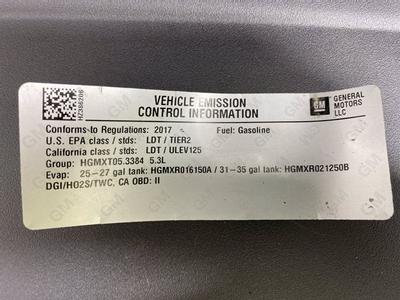 VEHICLE EMISSION
CONTROL INFORMATION
GM
GENERAL
MOTORS
LLC
Conforms to Regulations: 2017 Fuel: Gasoline
U.S. EPA class / stds: LDT / TIER2
California class / stds: LDT / ULEV125
Group: HGMXT05.3384 5.3L
Evap: 25-27 gal tank: HGMXR016150A / 31-35 gal tank: HGMXR021250B
DGI/HO2S/TWC, CA OBD: II